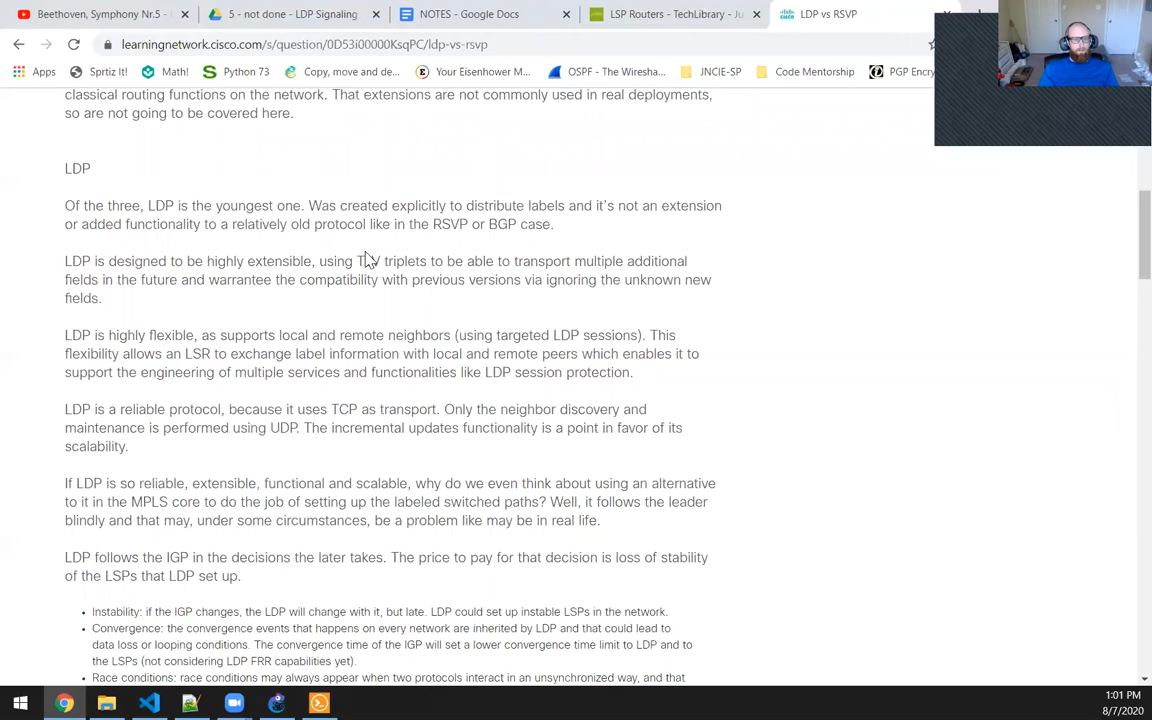 Beethoven, Symphony Nr.5 -
5 - not done - LDP Signaling
NOTES - Google Docs
LSP Routers - TechLibrary - Ju
LDP vs RSVP
learningnetwork.cisco.com/s/question/0D53i00000KsqPC/ldp-vs-rsvp
Apps
Sprtiz It!
Math!
Python 73
Copy, move and de...
Your Eisenhower M...
OSPF - The Wiresha...
JNCIE-SP
Code Mentorship
PGP Encry
classical routing functions on the network. That extensions are not commonly used in real deployments,
so are not going to be covered here.
LDP
Of the three, LDP is the youngest one. Was created explicitly to distribute labels and it's not an extension
or added functionality to a relatively old protocol like in the RSVP or BGP case.
LDP is designed to be highly extensible, using TLV triplets to be able to transport multiple additional
fields in the future and warrantee the compatibility with previous versions via ignoring the unknown new
fields.
LDP is highly flexible, as supports local and remote neighbors (using targeted LDP sessions). This
flexibility allows an LSR to exchange label information with local and remote peers which enables it to
support the engineering of multiple services and functionalities like LDP session protection.
LDP is a reliable protocol, because it uses TCP as transport. Only the neighbor discovery and
maintenance is performed using UDP. The incremental updates functionality is a point in favor of its
scalability.
If LDP is so reliable, extensible, functional and scalable, why do we even think about using an alternative
to it in the MPLS core to do the job of setting up the labeled switched paths? Well, it follows the leader
blindly and that may, under some circumstances, be a problem like may be in real life.
LDP follows the IGP in the decisions the later takes. The price to pay for that decision is loss of stability
of the LSPs that LDP set up.
• Instability: if the IGP changes, the LDP will change with it, but late. LDP could set up instable LSPs in the network.
• Convergence: the convergence events that happens on every network are inherited by LDP and that could lead to
data loss or looping conditions. The convergence time of the IGP will set a lower convergence time limit to LDP and to
the LSPs (not considering LDP FRR capabilities yet).
• Race conditions: race conditions may always appear when two protocols interact in an unsynchronized way, and that
1:01 PM
8/7/2020